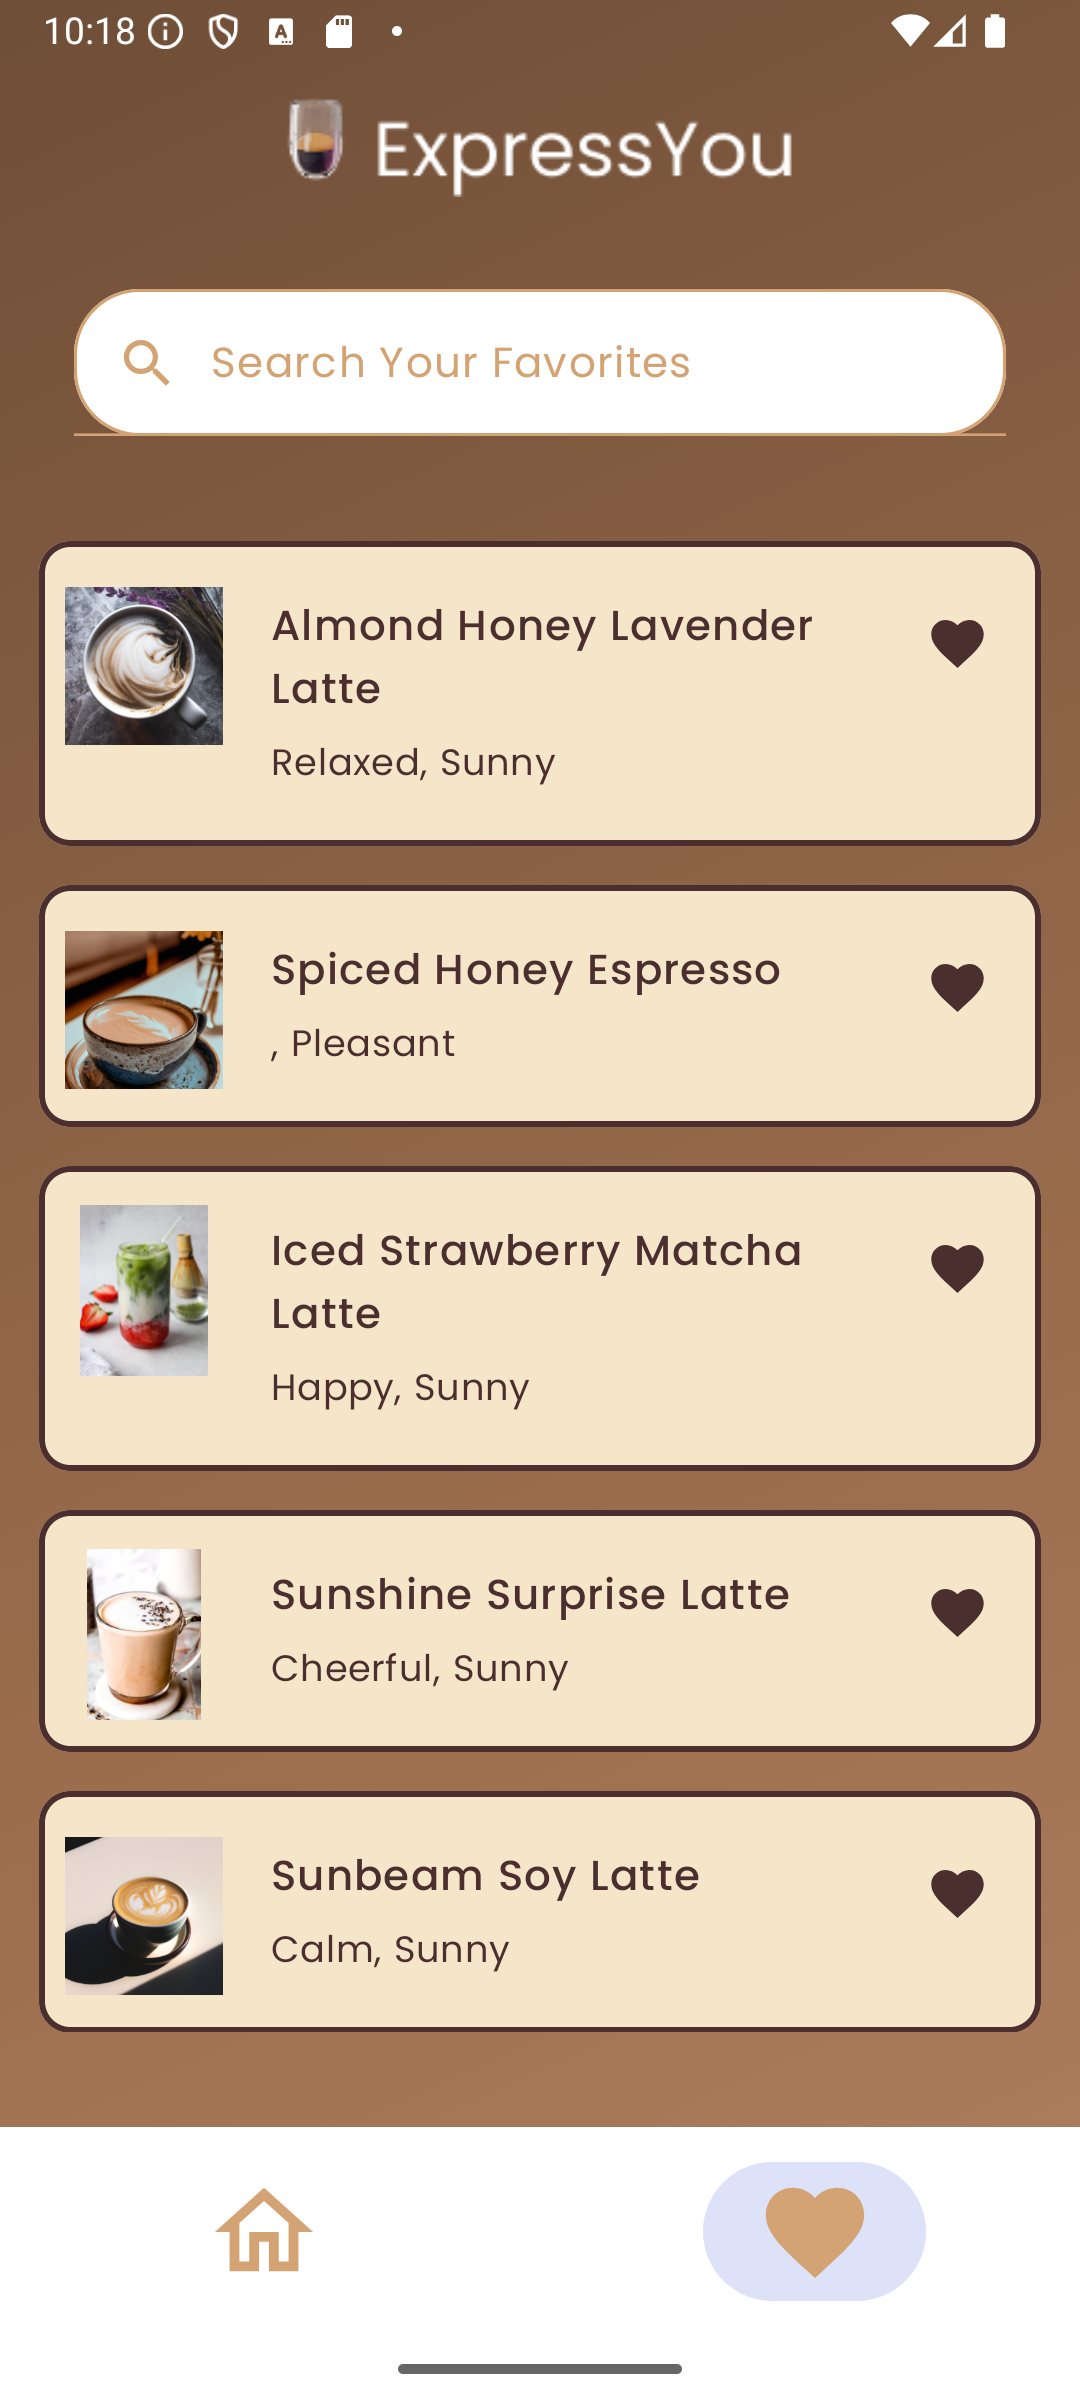 10:18
ExpressYou
Search Your Favorites
Almond Honey Lavender
Latte
Relaxed, Sunny
Spiced Honey Espresso
, Pleasant
Iced Strawberry Matcha
Latte
Happy, Sunny
Sunshine Surprise Latte
Cheerful, Sunny
Sunbeam Soy Latte
Calm, Sunny